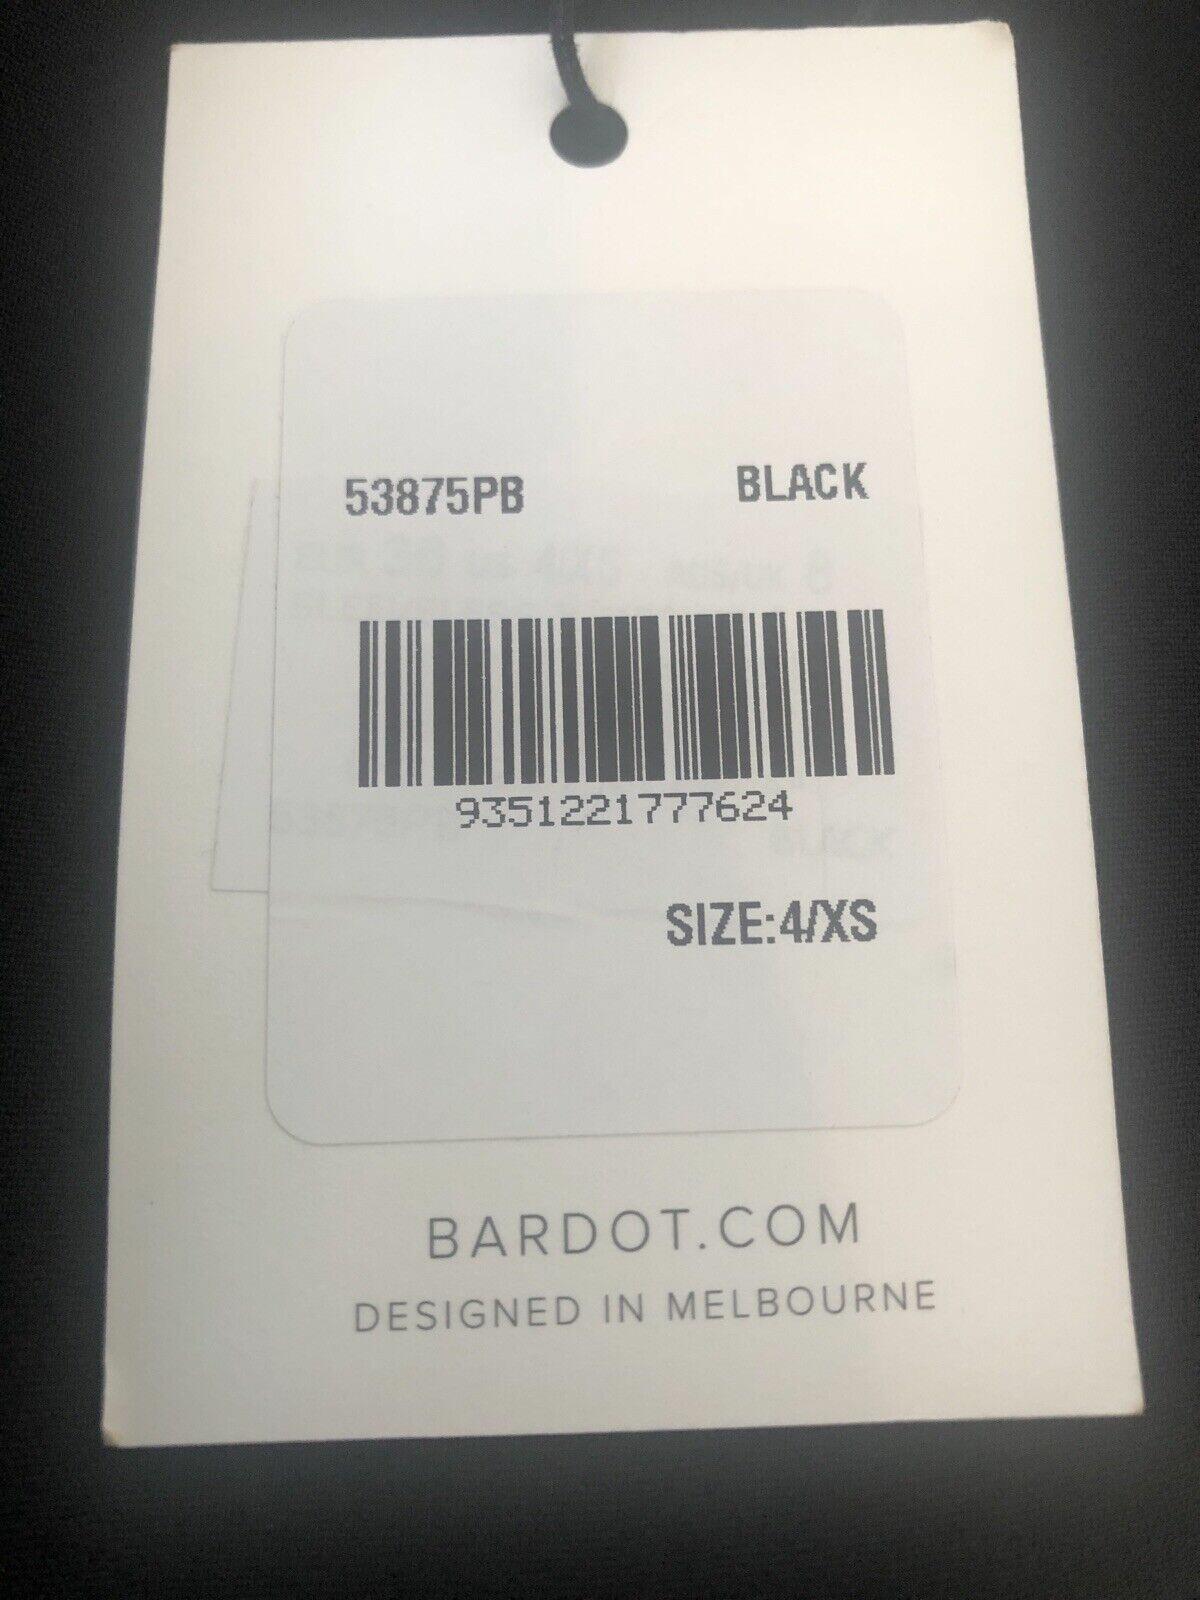 53875PB BLACK
9351221777624
SIZE:4/XS
BARDOT.COM
DESIGNED IN MELBOURNE